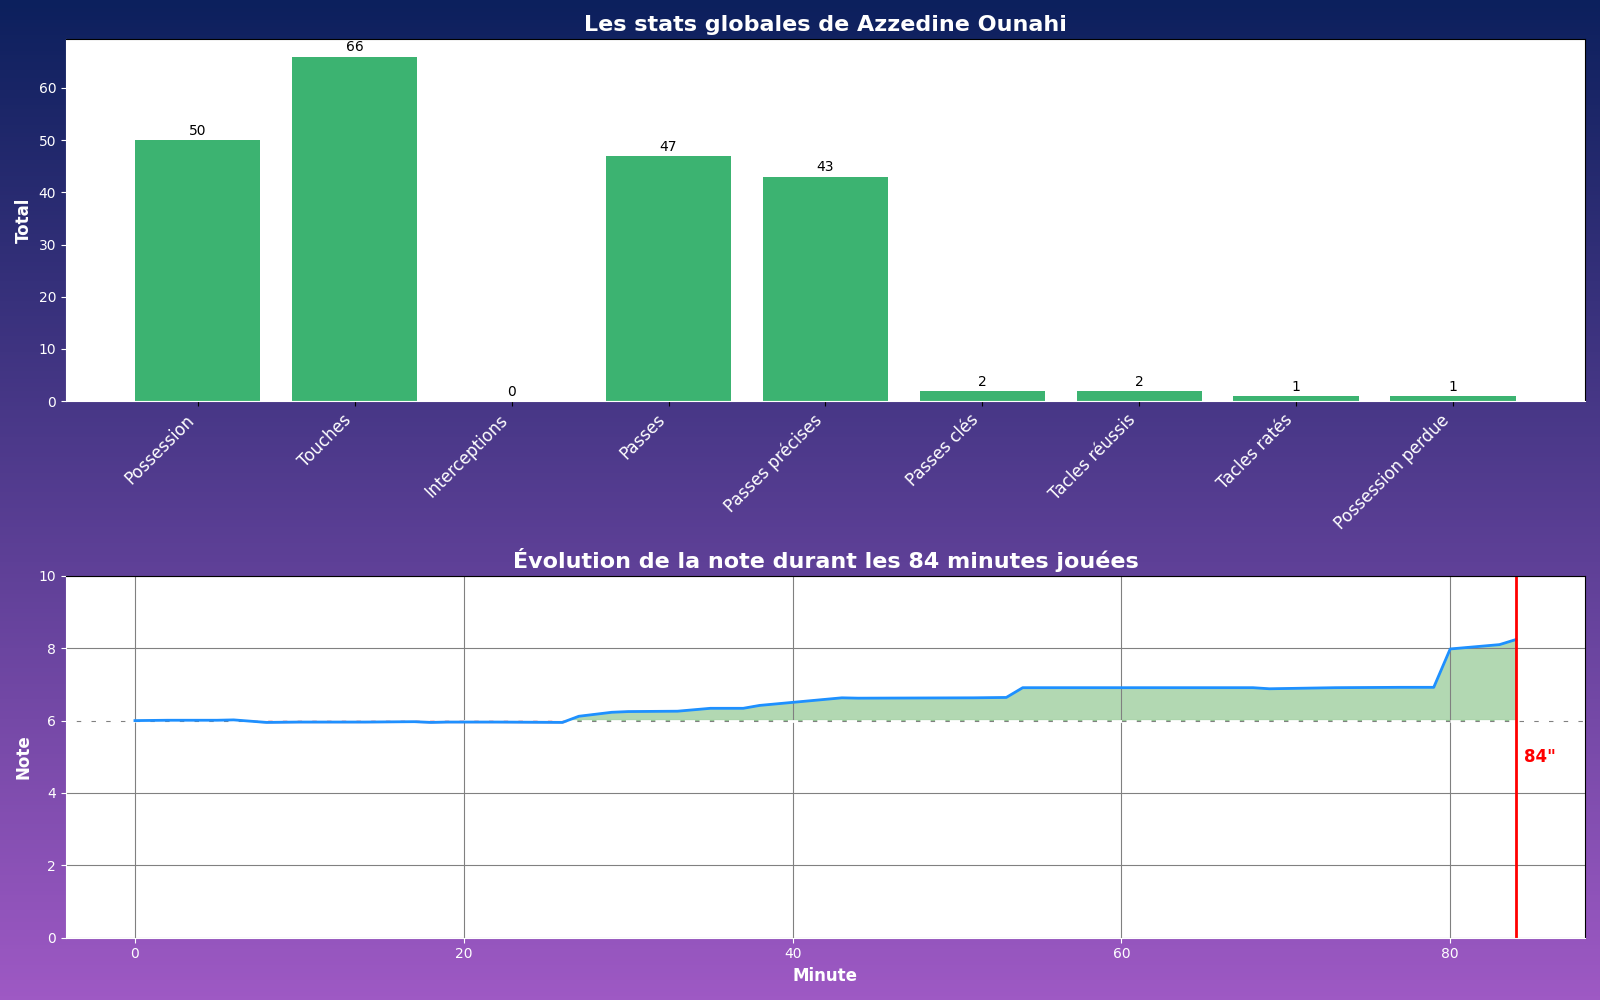 Les stats globales de Azzedine Ounahi
Total
60
50
40
30
20
10
0
50
66
0
47
43
2
2
1
1
Possession
Touches
Interceptions
Passes
Passes précises
Passes clés
Tacles réussis
Tacles ratés
Possession perdue
Évolution de la note durant les 84 minutes jouées
Note
10
8
6
4
2
0
84"
0
20
40
60
80
Minute